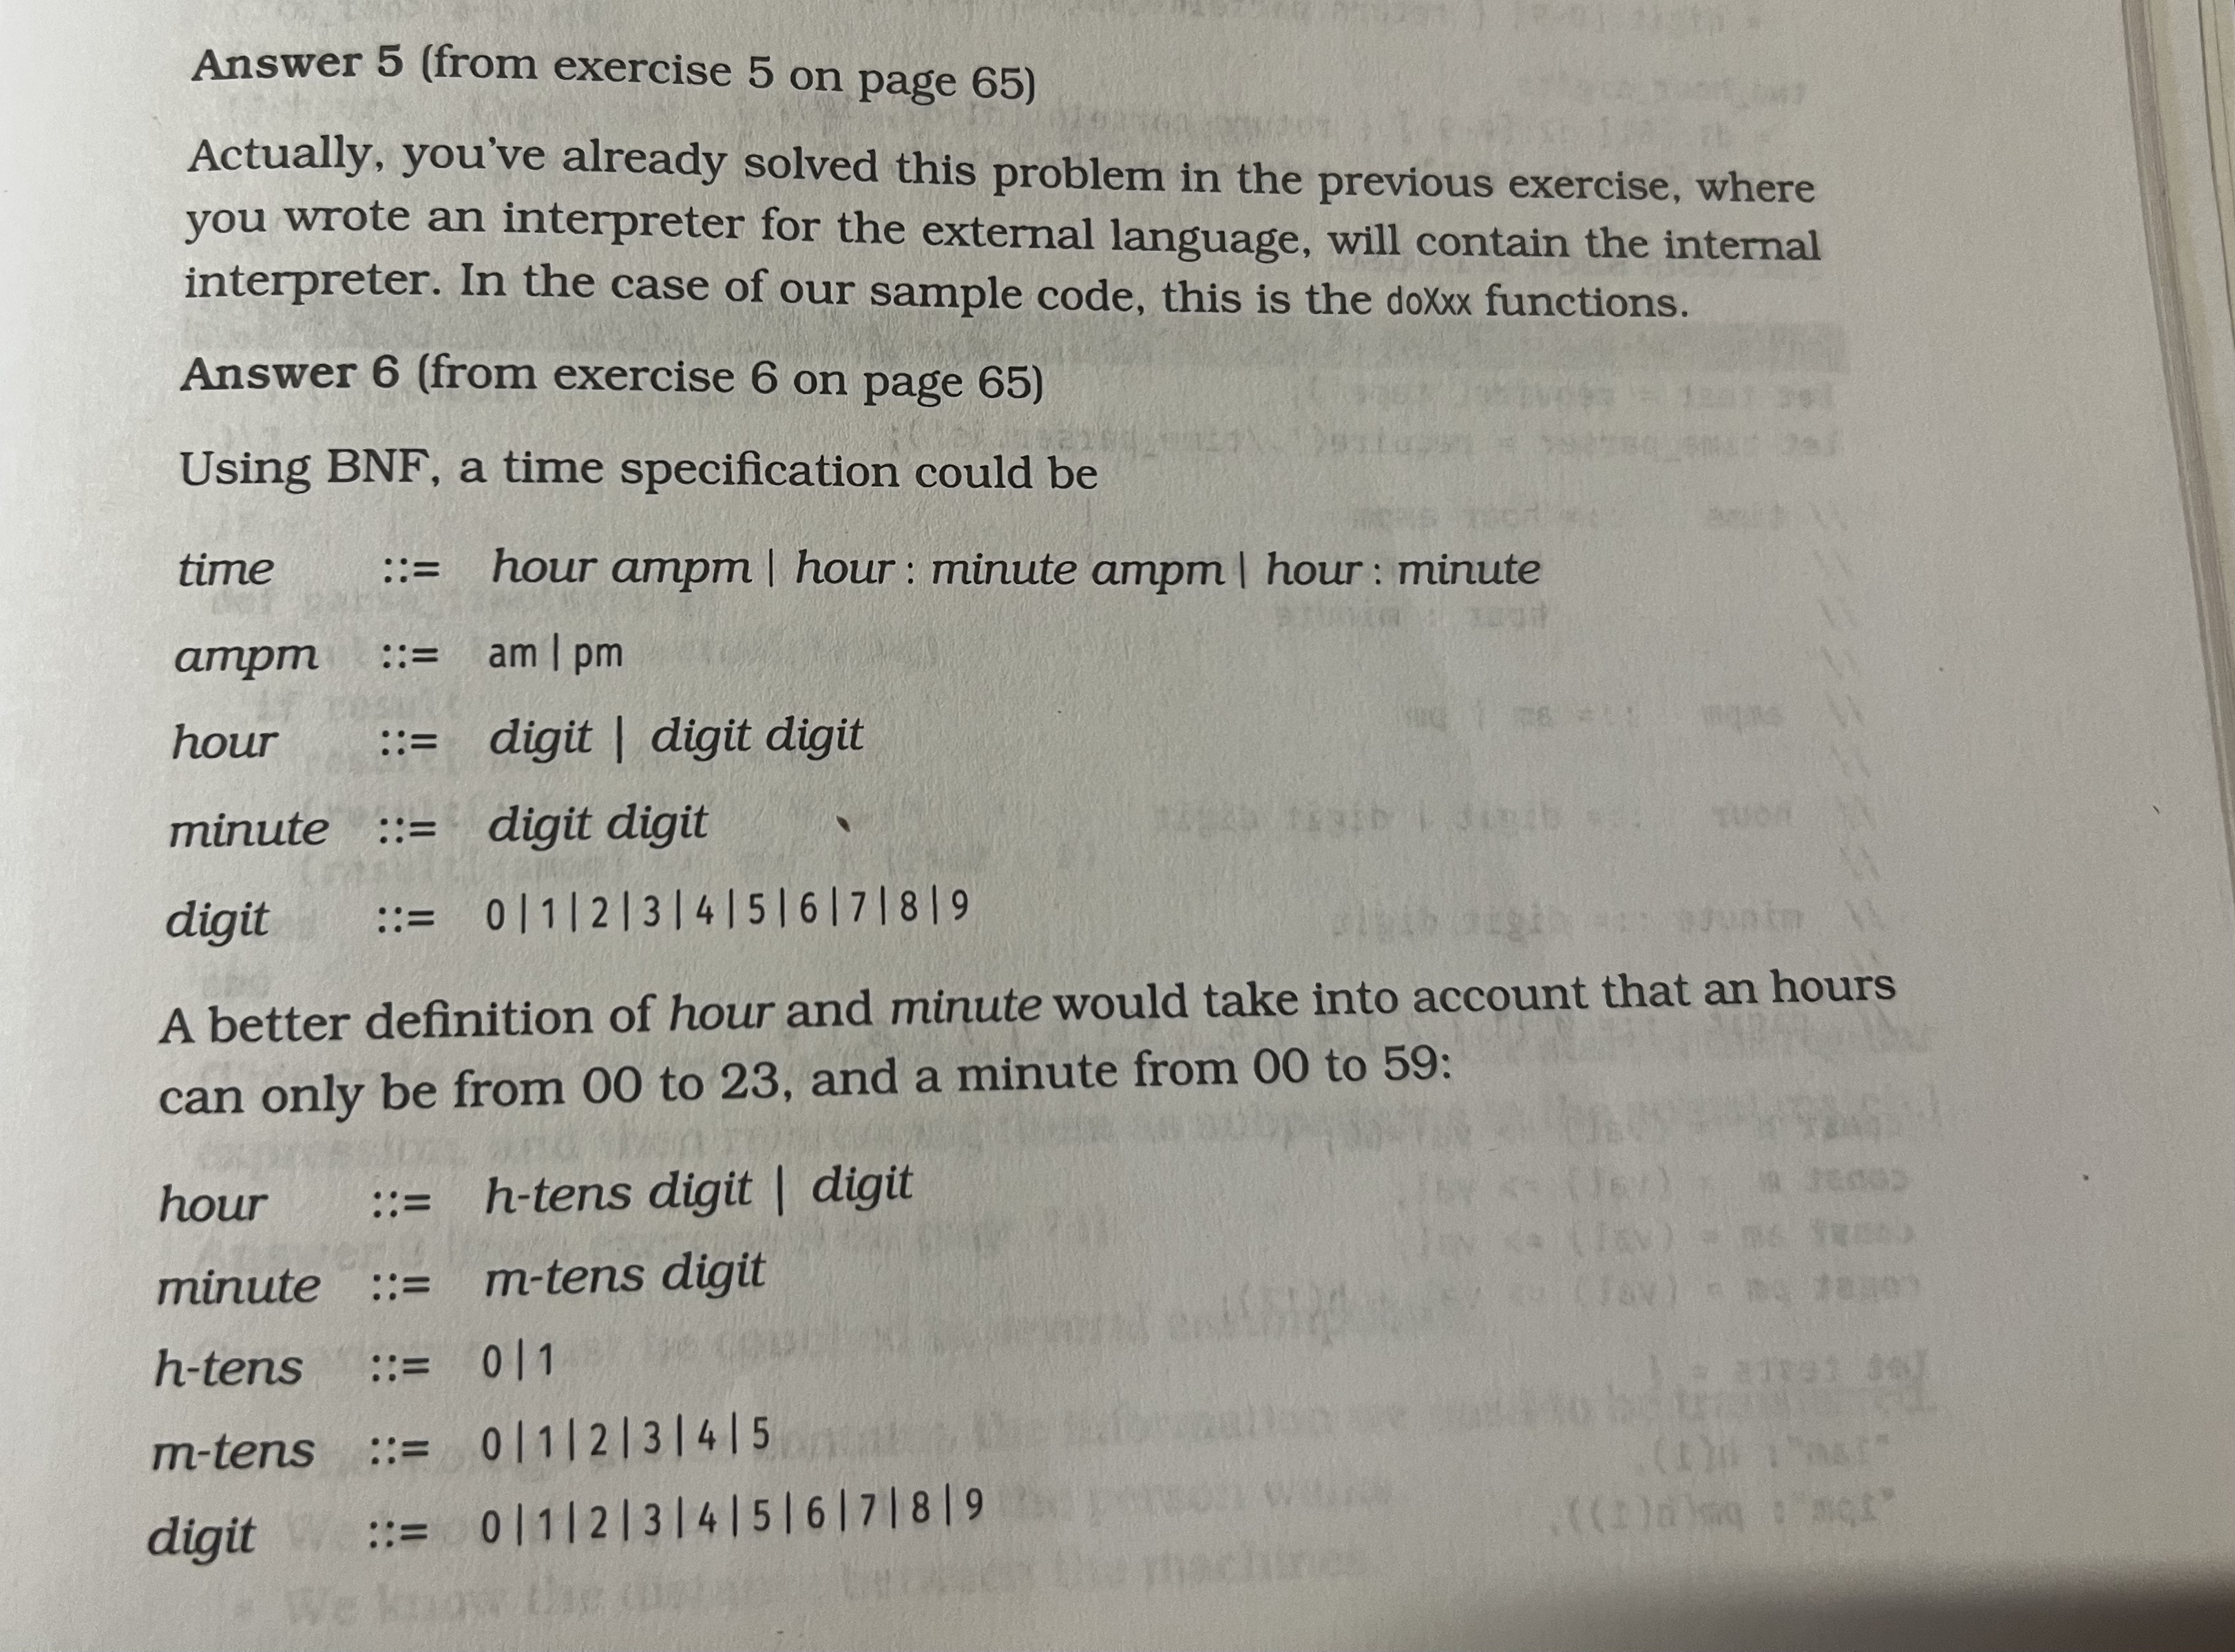 Answer 5 (from exercise 5 on page 65)
Actually, you've already solved this problem in the previous exercise, where
you wrote an interpreter for the external language, will contain the internal
interpreter. In the case of our sample code, this is the doXxx functions.
Answer 6 (from exercise 6 on page 65)
Using BNF, a time specification could be
time ::= hour ampm | hour : minute ampm | hour : minute
ampm ::= am | pm
hour ::= digit | digit digit
minute ::= digit digit
digit ::= 0 | 1 | 2 | 3 | 4 | 5 | 6 | 7 | 8 | 9
A better definition of hour and minute would take into account that an hours
can only be from 00 to 23, and a minute from 00 to 59:
hour ::= h-tens digit | digit
minute ::= m-tens digit
h-tens ::= 0 | 1
m-tens ::= 0 | 1 | 2 | 3 | 4 | 5
digit ::= 0 | 1 | 2 | 3 | 4 | 5 | 6 | 7 | 8 | 9